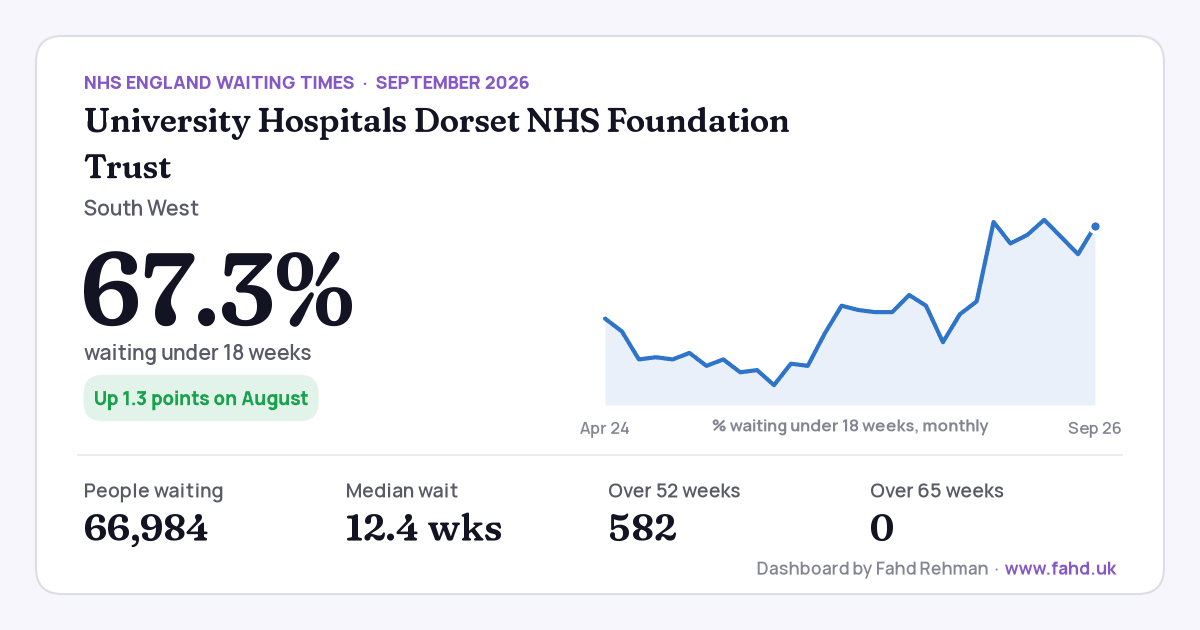 NHS ENGLAND WAITING TIMES · SEPTEMBER 2026
University Hospitals Dorset NHS Foundation
Trust
South West
67.3%
waiting under 18 weeks
Up 1.3 points on August
Apr 24
% waiting under 18 weeks, monthly
Sep 26
People waiting
66,984
Median wait
12.4 wks
Over 52 weeks
582
Over 65 weeks
0
Dashboard by Fahd Rehman · www.fahd.uk